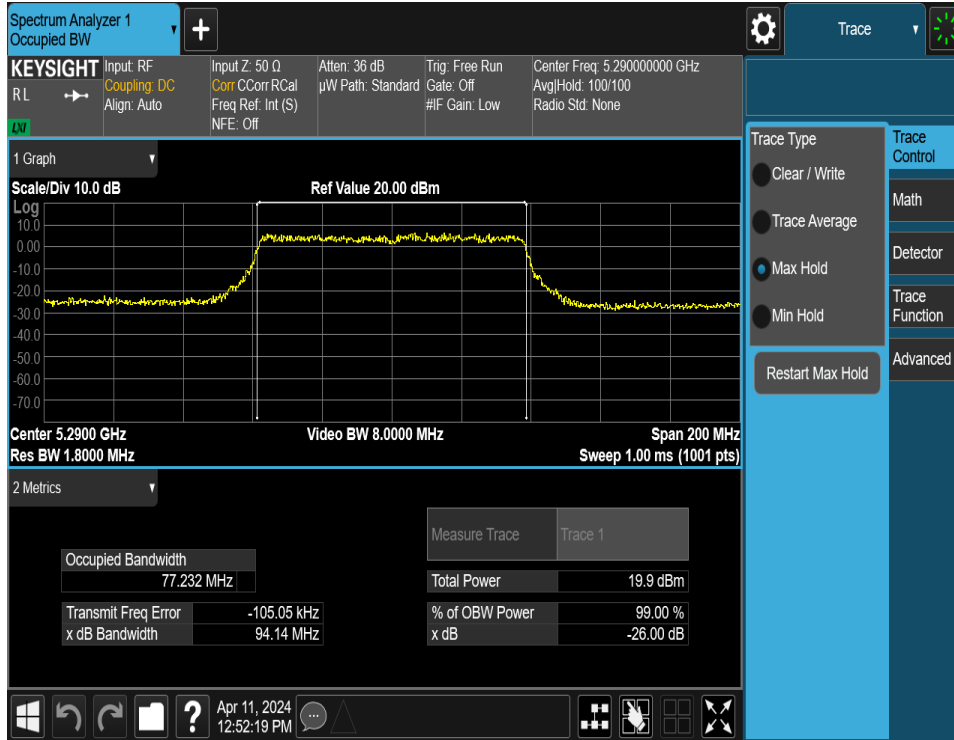 Spectrum Analyzer 1
Occupied BW
+
Trace
KEYSIGHT
RL
LXI
Input: RF
Coupling: DC
Align: Auto
Input Z: 50 Ω
Corr CCorr RCal
Freq Ref: Int (S)
NFE: Off
Atten: 36 dB
µW Path: Standard
Trig: Free Run
Gate: Off
#IF Gain: Low
Center Freq: 5.290000000 GHz
Avg|Hold: 100/100
Radio Std: None
1 Graph
Scale/Div 10.0 dB
Ref Value 20.00 dBm
Log
10.0
0.00
-10.0
-20.0
-30.0
-40.0
-50.0
-60.0
-70.0
Center 5.2900 GHz
Video BW 8.0000 MHz
Span 200 MHz
Res BW 1.8000 MHz
Sweep 1.00 ms (1001 pts)
2 Metrics
Measure Trace
Trace 1
Occupied Bandwidth
77.232 MHz
Total Power
19.9 dBm
Transmit Freq Error
-105.05 kHz
% of OBW Power
99.00 %
x dB Bandwidth
94.14 MHz
x dB
-26.00 dB
Trace Type
Clear / Write
Trace Average
Max Hold
Min Hold
Restart Max Hold
Trace
Control
Math
Detector
Trace
Function
Advanced
?
Apr 11, 2024
12:52:19 PM